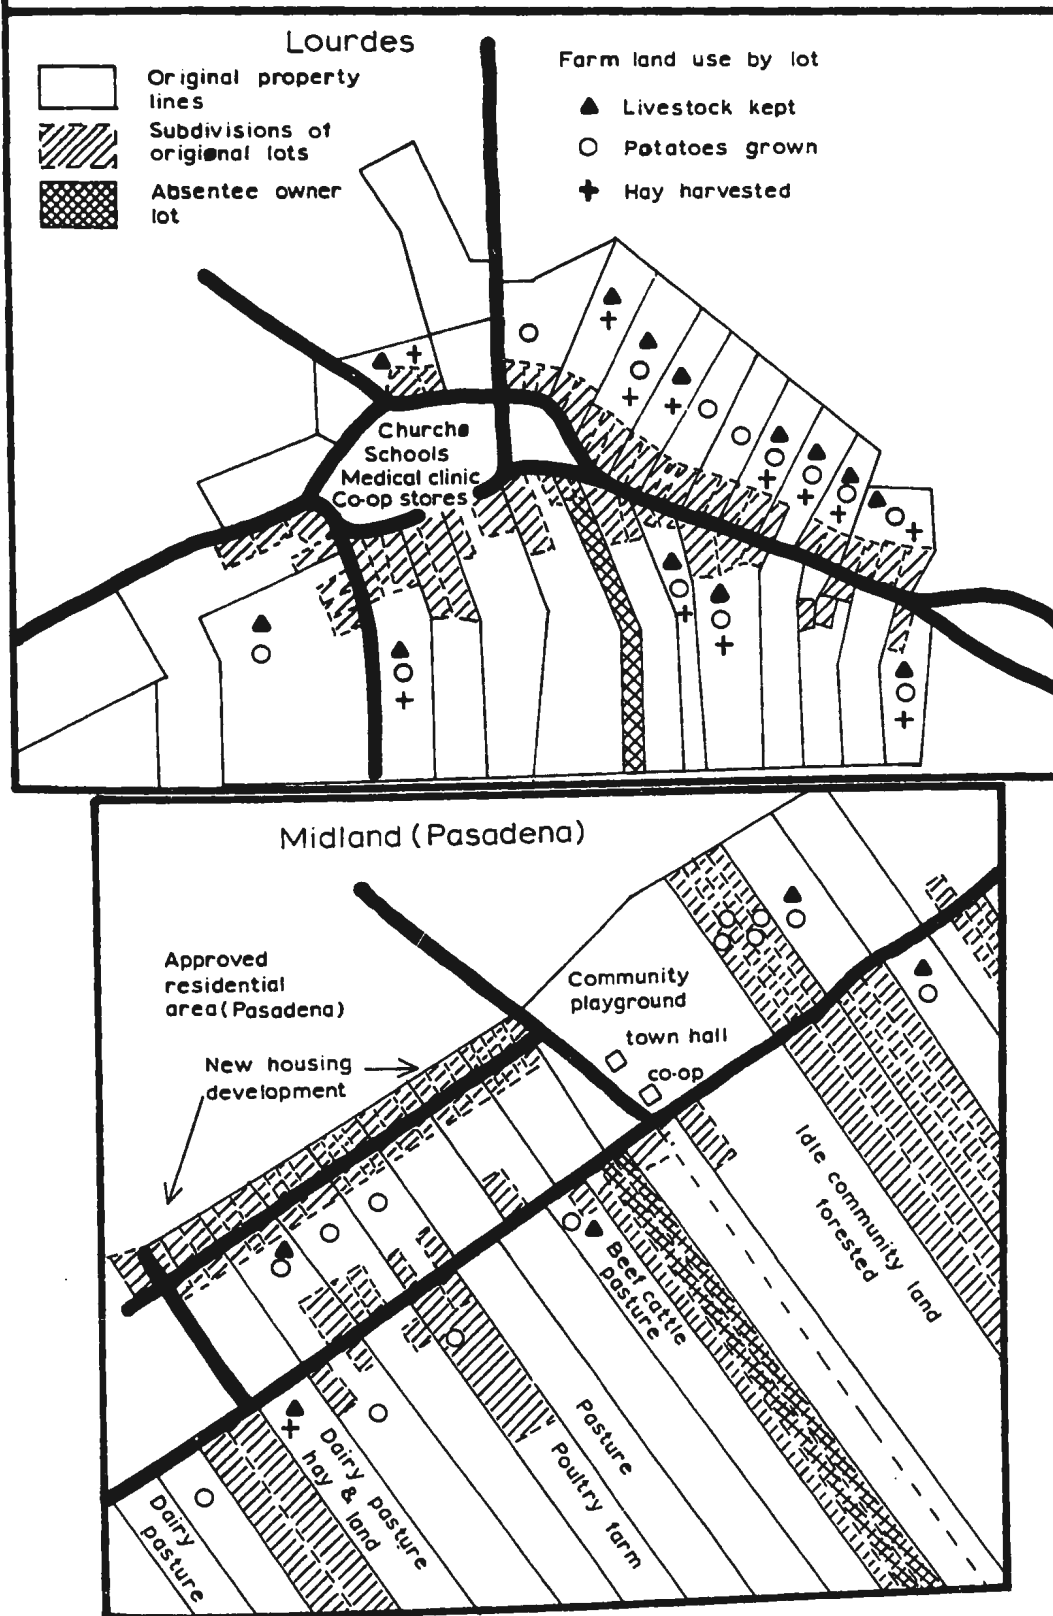 Lourdes
Original property
lines
Subdivisions of
origional lots
Absentee owner
lot
Farm land use by lot
Livestock kept
Potatoes grown
Hay harvested
Churche
Schools
Medical clinic
Co-op stores
Midland (Pasadena)
Approved
residential
area (Pasadena)
New housing
development
Community
playground
town hall
co-op
Idle community land
forested
Beef cattle
pasture
Pasture
Poultry farm
Dairy pasture
hay & land
Dairy
pasture